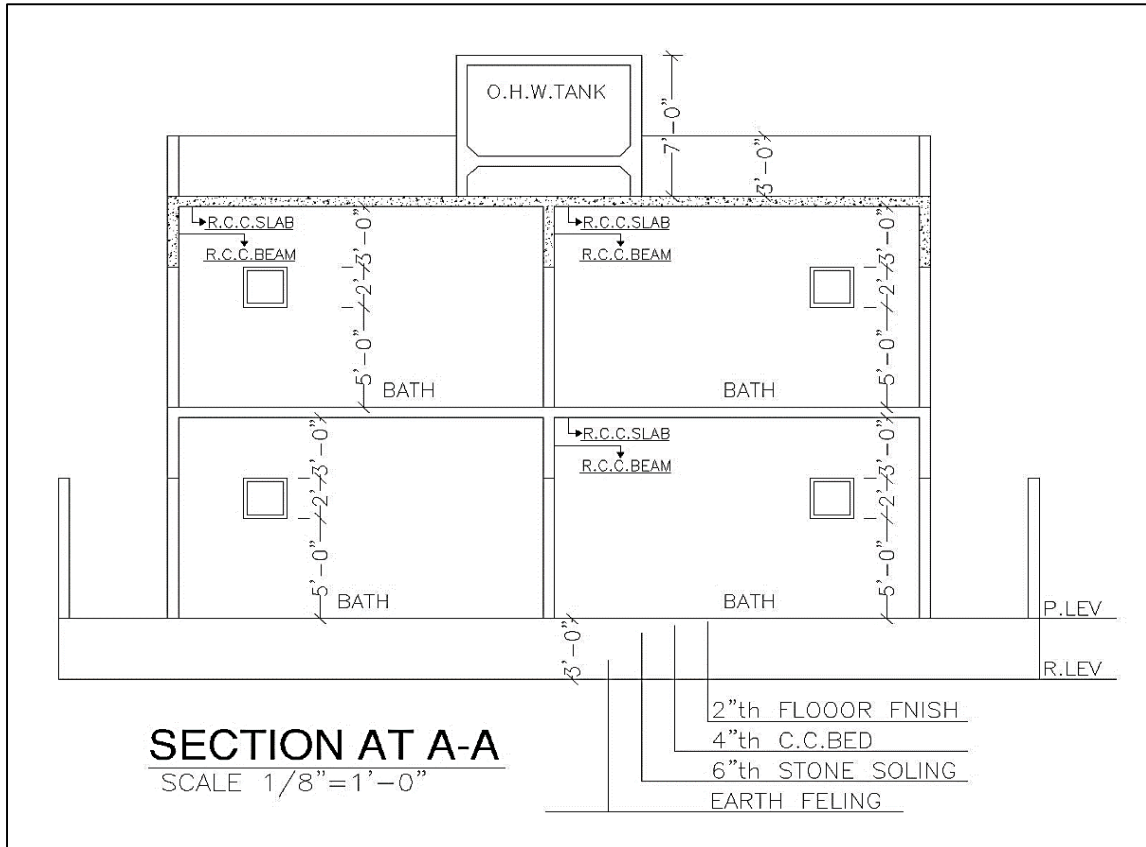 O.H.W.TANK
7'-0"
3'-0"
R.C.C.SLAB
R.C.C.BEAM
3'-0"
2'
5'-0"
BATH
R.C.C.SLAB
R.C.C.BEAM
3'-0"
2'
5'-0"
BATH
3'-0"
2'
5'-0"
BATH
R.C.C.SLAB
R.C.C.BEAM
3'-0"
2'
5'-0"
BATH
P.LEV
3'-0"
R.LEV
2"th FLOOOR FNISH
4"th C.C.BED
6"th STONE SOLING
EARTH FELING
SECTION AT A-A
SCALE 1/8"=1'-0"